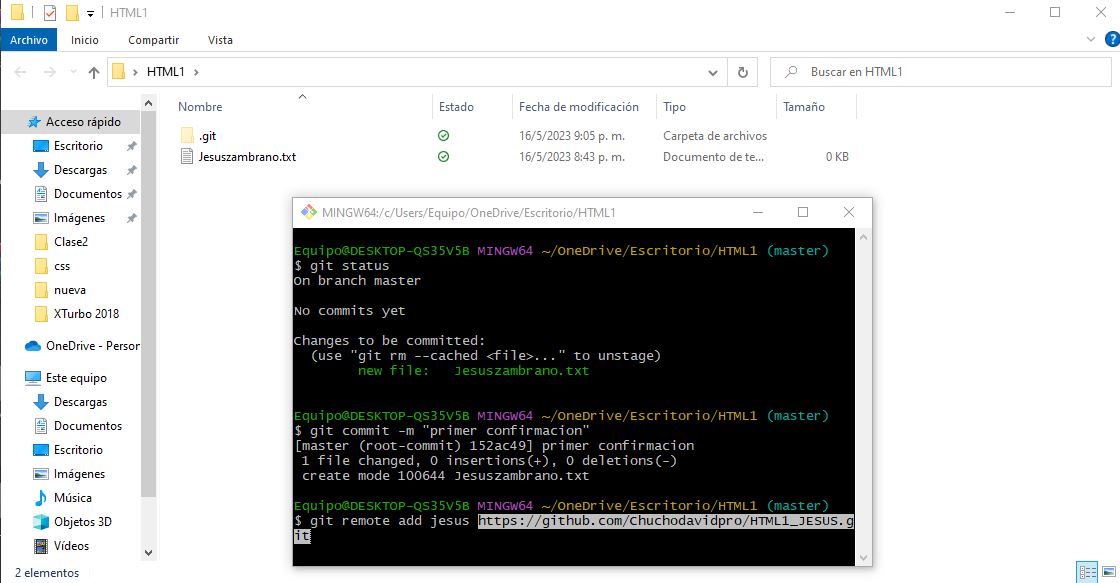 HTML1
Archivo Inicio Compartir Vista
HTML1
Buscar en HTML1
Nombre Estado Fecha de modificación Tipo Tamaño
.git 16/5/2023 9:05 p. m. Carpeta de archivos
Jesuszambrano.txt 16/5/2023 8:43 p. m. Documento de te... 0 KB
Acceso rápido
Escritorio
Descargas
Documentos
Imágenes
Clase2
css
nueva
XTurbo 2018
OneDrive - Person
Este equipo
Descargas
Documentos
Escritorio
Imágenes
Música
Objetos 3D
Vídeos
2 elementos
MINGW64:/c/Users/Equipo/OneDrive/Escritorio/HTML1
Equipo@DESKTOP-QS35V5B MINGW64 ~/OneDrive/Escritorio/HTML1 (master)
$ git status
On branch master
No commits yet
Changes to be committed:
(use "git rm --cached <file>..." to unstage)
new file: Jesuszambrano.txt
Equipo@DESKTOP-QS35V5B MINGW64 ~/OneDrive/Escritorio/HTML1 (master)
$ git commit -m "primer confirmacion"
[master (root-commit) 152ac49] primer confirmacion
1 file changed, 0 insertions(+), 0 deletions(-)
create mode 100644 Jesuszambrano.txt
Equipo@DESKTOP-QS35V5B MINGW64 ~/OneDrive/Escritorio/HTML1 (master)
$ git remote add jesus https://github.com/Chuchodavidpro/HTML1_JESUS.g
it